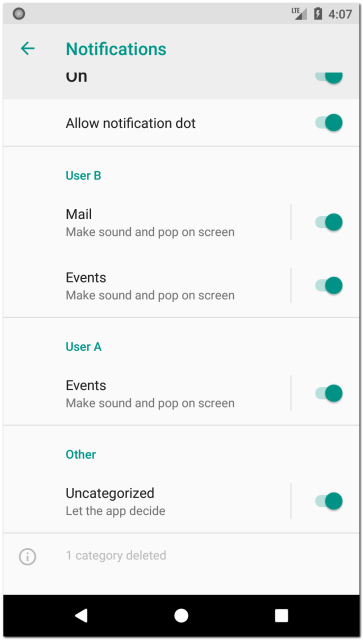 LTE 4:07
Notifications
On
Allow notification dot
User B
Mail
Make sound and pop on screen
Events
Make sound and pop on screen
User A
Events
Make sound and pop on screen
Other
Uncategorized
Let the app decide
1 category deleted